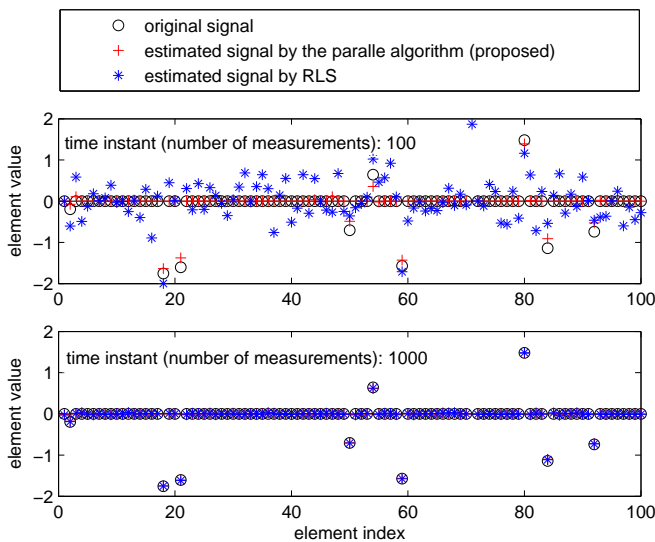 original signal
estimated signal by the paralle algorithm (proposed)
estimated signal by RLS
2
1
0
−1
−2
element value
time instant (number of measurements): 100
0
20
40
60
80
100
2
1
0
−1
−2
element value
time instant (number of measurements): 1000
0
20
40
60
80
100
element index